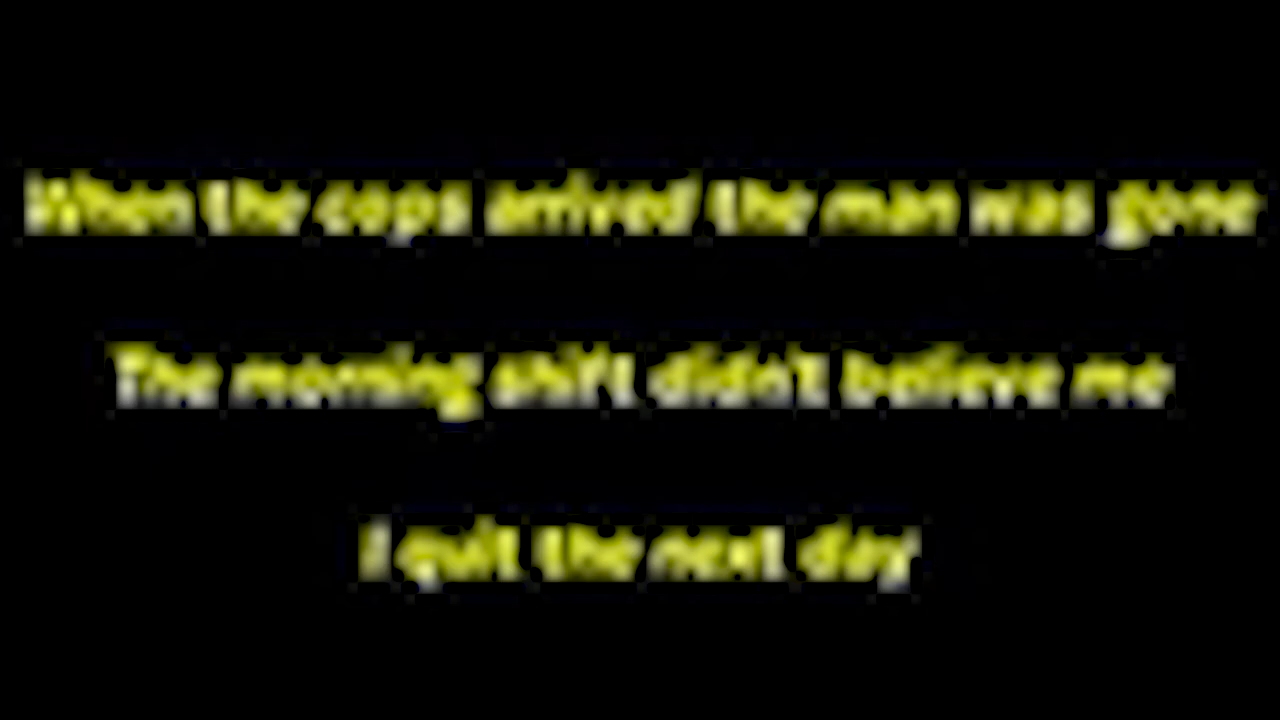 When the cops arrived the man was gone
The morning shift didn't believe me
I quit the next day